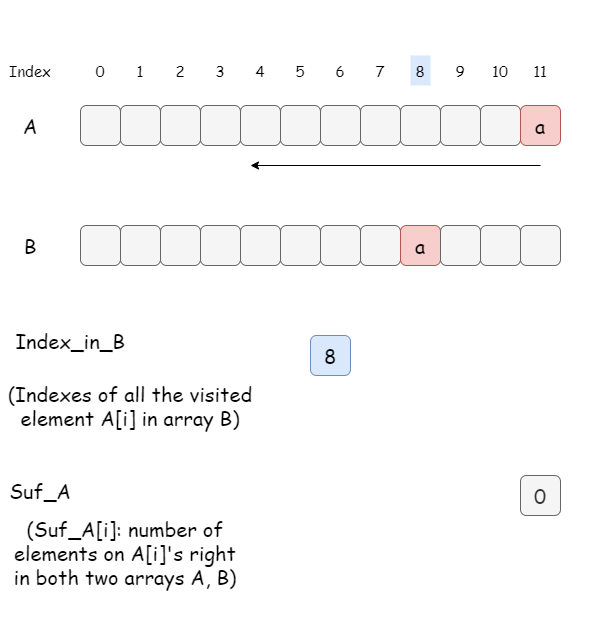 Index 0 1 2 3 4 5 6 7 8 9 10 11
A a
B a
Index_in_B 8
(Indexes of all the visited
element A[i] in array B)
Suf_A 0
(Suf_A[i]: number of
elements on A[i]'s right
in both two arrays A, B)